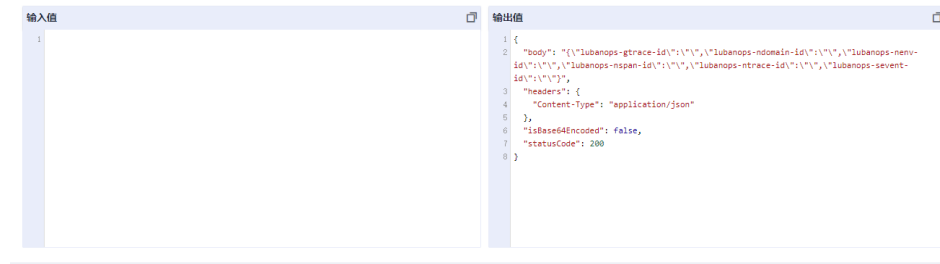 输入值
输出值
1
1 {
2 "body": "{\"lubanops-gtrace-id\":\"\",\"lubanops-ndomain-id\":\"\",\"lubanops-nenv-
id\":\"\",\"lubanops-nspan-id\":\"\",\"lubanops-ntrace-id\":\"\",\"lubanops-sevent-
id\":\"\"}",
3 "headers": {
4 "Content-Type": "application/json"
5 },
6 "isBase64Encoded": false,
7 "statusCode": 200
8 }